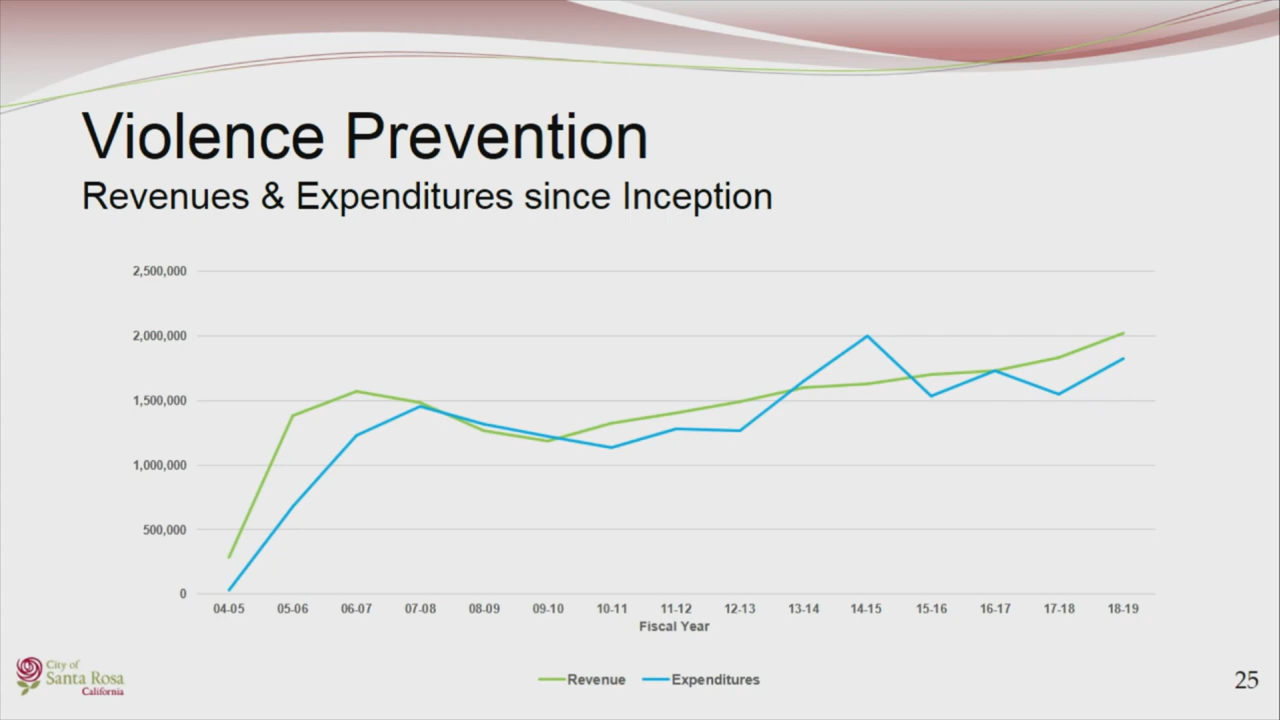 Violence Prevention
Revenues & Expenditures since Inception
2,500,000
2,000,000
1,500,000
1,000,000
500,000
0
04-05 05-06 06-07 07-08 08-09 09-10 10-11 11-12 12-13 13-14 14-15 15-16 16-17 17-18 18-19
Fiscal Year
Revenue Expenditures
City of
Santa Rosa
California
25